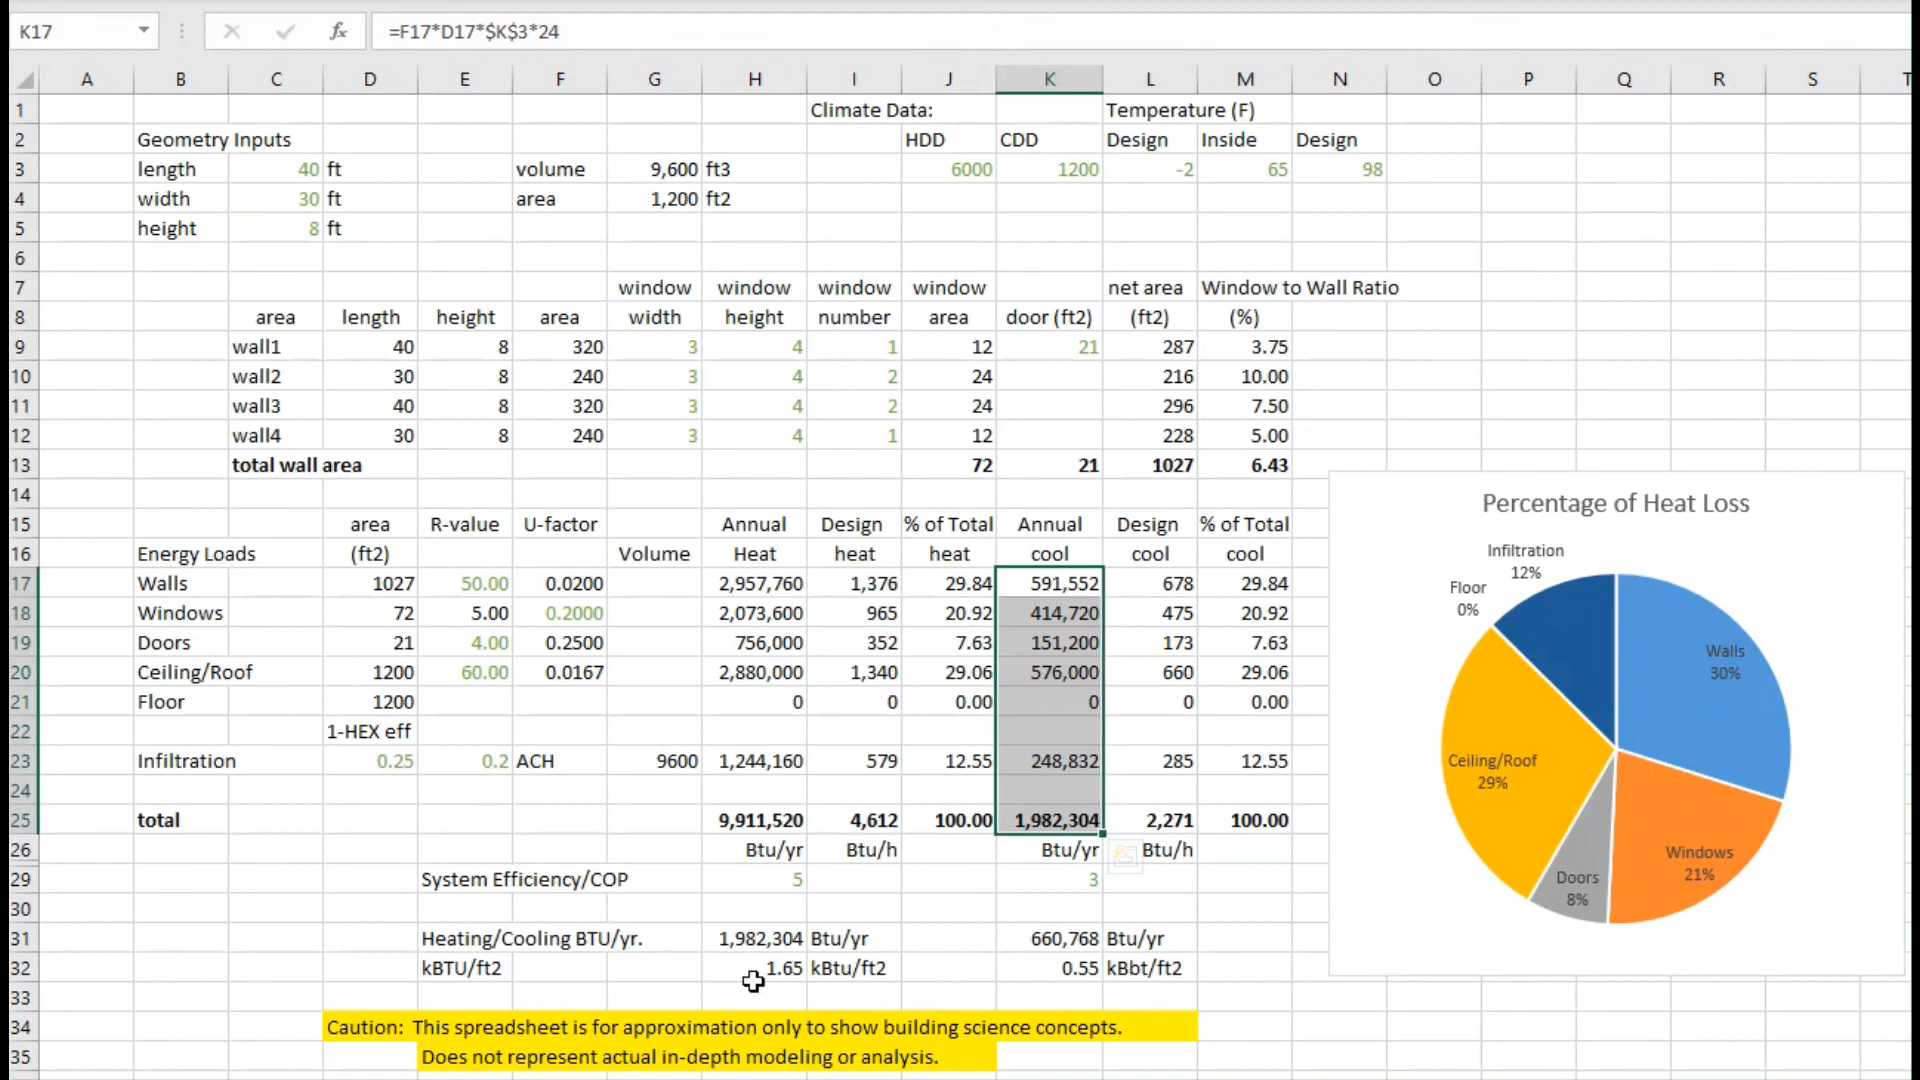 K17 fx =F17*D17*$K$3*24
A B C D E F G H I J K L M N O P Q R S T
1 Climate Data: Temperature (F)
2 Geometry Inputs HDD CDD Design Inside Design
3 length 40 ft volume 9,600 ft3 6000 1200 -2 65 98
4 width 30 ft area 1,200 ft2
5 height 8 ft
6
7 window window window window net area Window to Wall Ratio
8 area length height area width height number area door (ft2) (ft2) (%)
9 wall1 40 8 320 3 4 1 12 21 287 3.75
10 wall2 30 8 240 3 4 2 24 216 10.00
11 wall3 40 8 320 3 4 2 24 296 7.50
12 wall4 30 8 240 3 4 1 12 228 5.00
13 total wall area 72 21 1027 6.43
14
15 area R-value U-factor Annual Design % of Total Annual Design % of Total
16 Energy Loads (ft2) Volume Heat heat heat cool cool cool
17 Walls 1027 50.00 0.0200 2,957,760 1,376 29.84 591,552 678 29.84
18 Windows 72 5.00 0.2000 2,073,600 965 20.92 414,720 475 20.92
19 Doors 21 4.00 0.2500 756,000 352 7.63 151,200 173 7.63
20 Ceiling/Roof 1200 60.00 0.0167 2,880,000 1,340 29.06 576,000 660 29.06
21 Floor 1200 0 0 0.00 0 0 0.00
22 1-HEX eff
23 Infiltration 0.25 0.2 ACH 9600 1,244,160 579 12.55 248,832 285 12.55
24
25 total 9,911,520 4,612 100.00 1,982,304 2,271 100.00
26 Btu/yr Btu/h Btu/yr Btu/h
29 System Efficiency/COP 5 3
30
31 Heating/Cooling BTU/yr. 1,982,304 Btu/yr 660,768 Btu/yr
32 kBTU/ft2 1.65 kBtu/ft2 0.55 kBbt/ft2
33
34 Caution: This spreadsheet is for approximation only to show building science concepts.
35 Does not represent actual in-depth modeling or analysis.
Percentage of Heat Loss
Infiltration
12%
Floor
0%
Walls
30%
Ceiling/Roof
29%
Windows
21%
Doors
8%